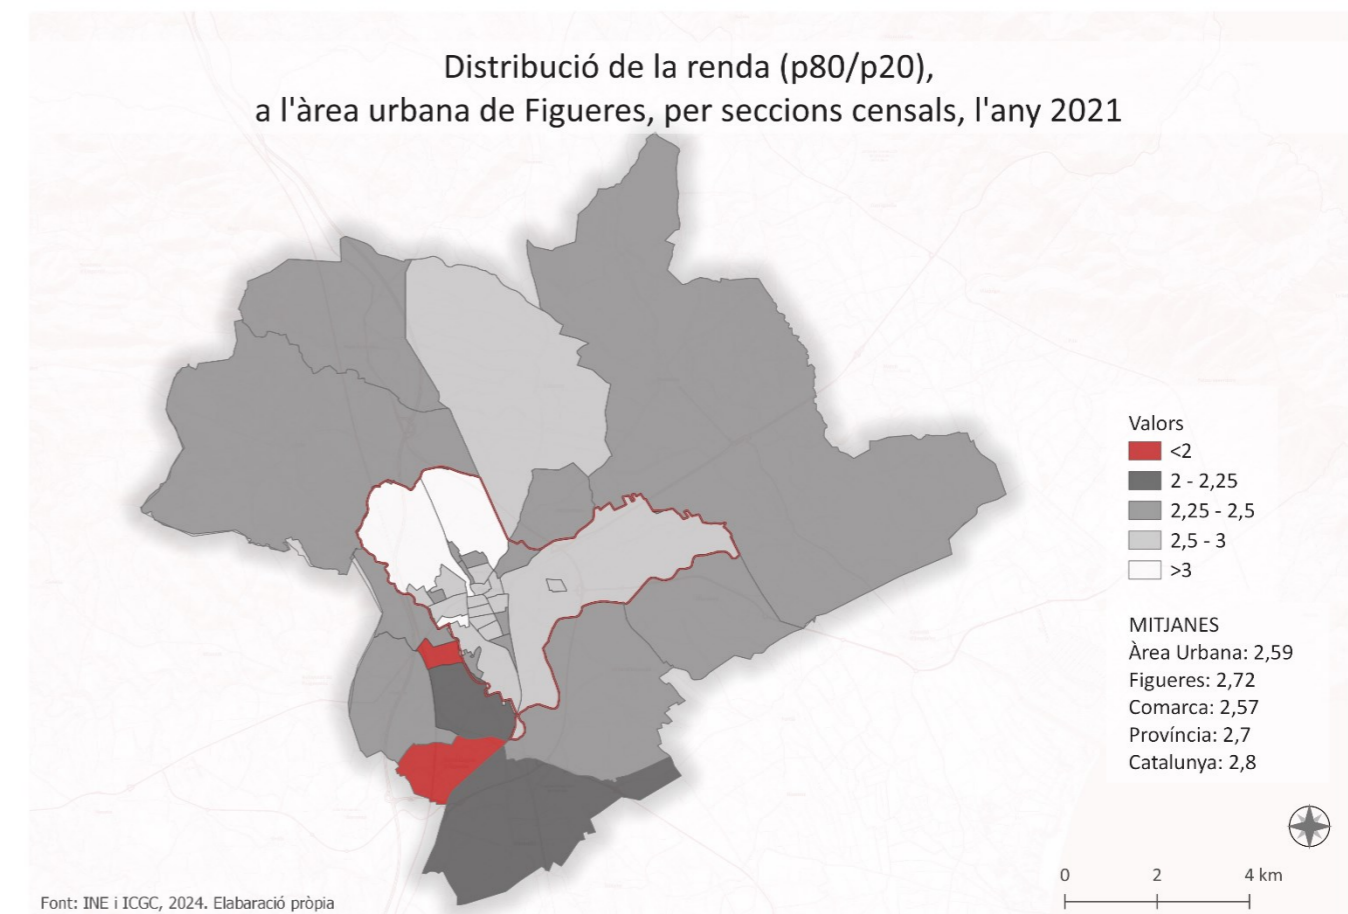 Distribució de la renda (p80/p20),
a l'àrea urbana de Figueres, per seccions censals, l'any 2021
Valors
<2
2 - 2,25
2,25 - 2,5
2,5 - 3
>3
MITJANES
Àrea Urbana: 2,59
Figueres: 2,72
Comarca: 2,57
Província: 2,7
Catalunya: 2,8
0 2 4 km
Font: INE i ICGC, 2024. Elabaració pròpia